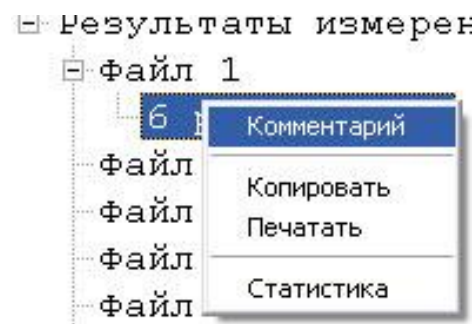 Результаты измерен
Файл 1
6
Комментарий
Файл
Копировать
Файл
Печатать
Файл
Статистика
Файл